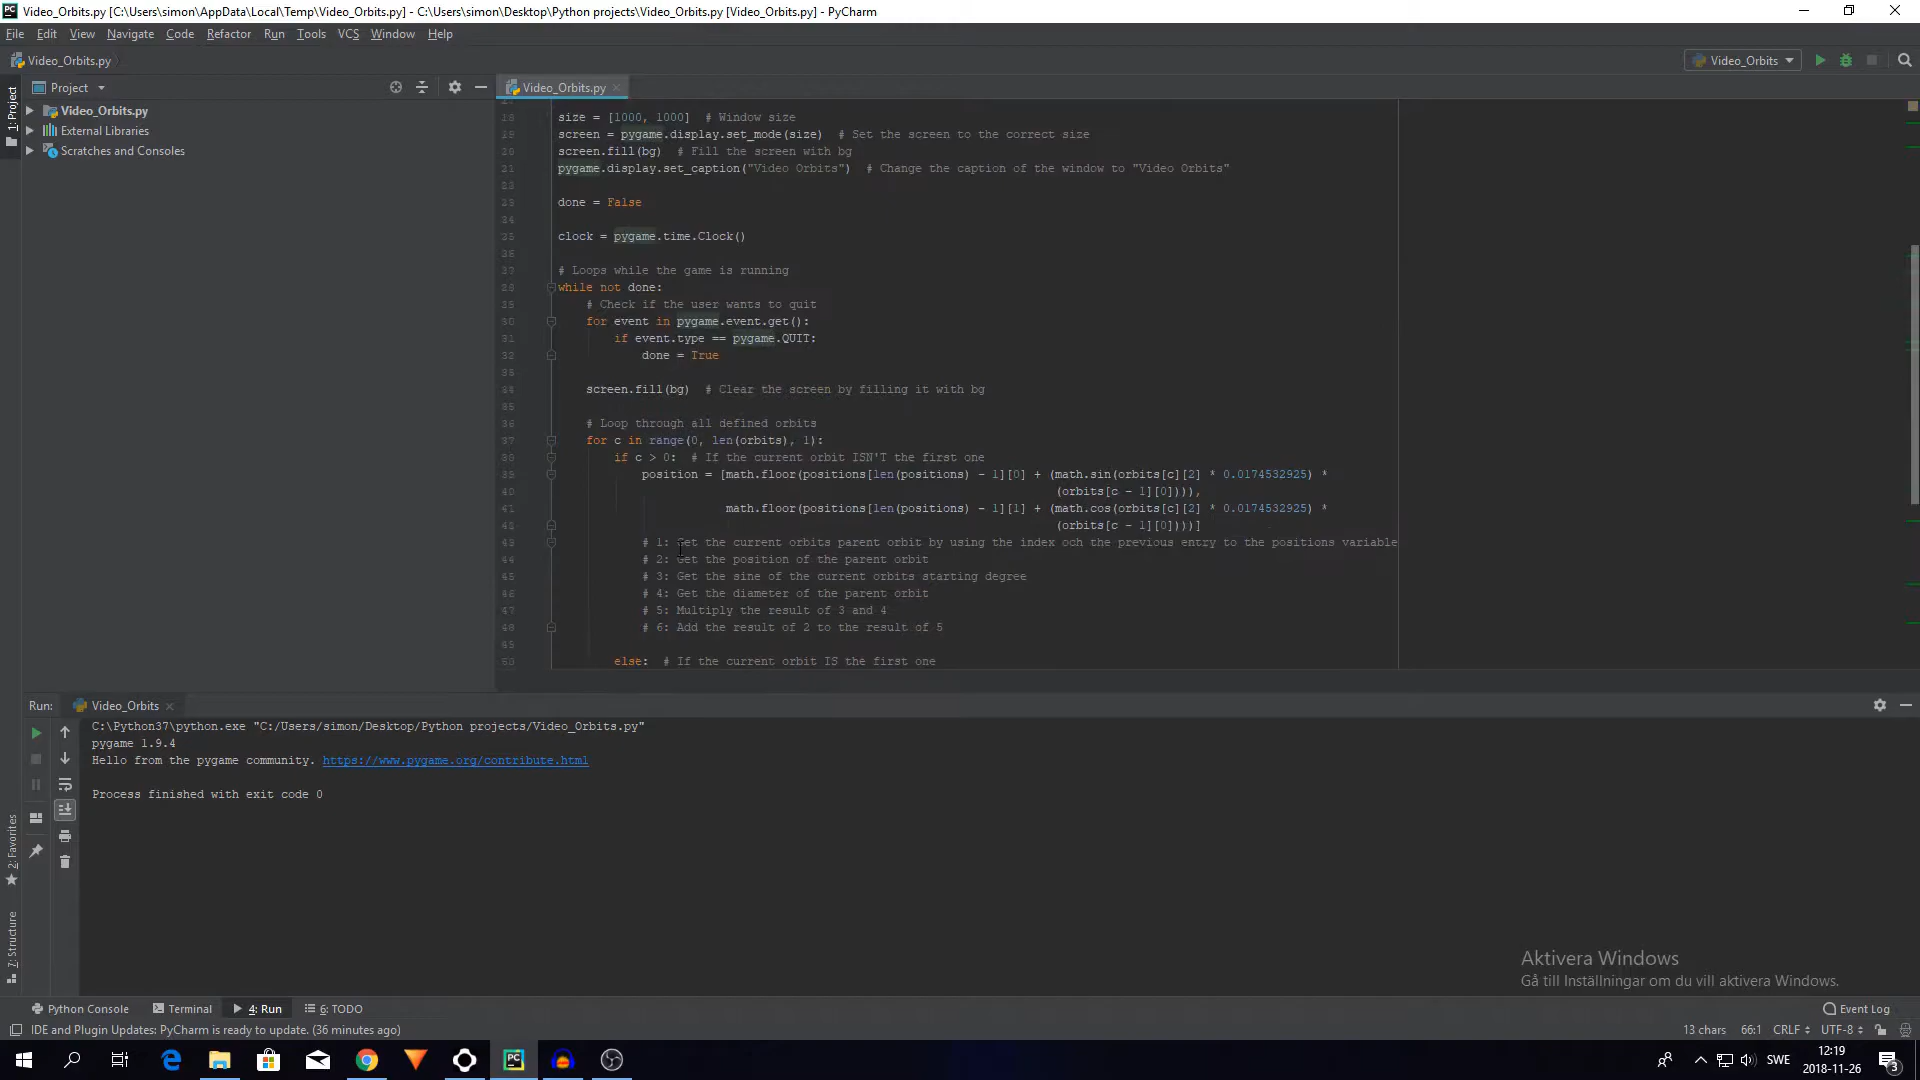 Video_Orbits.py [C:\Users\simon\AppData\Local\Temp\Video_Orbits.py] - C:\Users\simon\Desktop\Python projects\Video_Orbits.py [Video_Orbits.py] - PyCharm
File Edit View Navigate Code Refactor Run Tools VCS Window Help
Video_Orbits.py
Video_Orbits
Project
Video_Orbits.py
1: Project
Video_Orbits.py
External Libraries
Scratches and Consoles
size = [1000, 1000]  # Window size
screen = pygame.display.set_mode(size)  # Set the screen to the correct size
screen.fill(bg)  # Fill the screen with bg
pygame.display.set_caption("Video Orbits")  # Change the caption of the window to "Video Orbits"
done = False
clock = pygame.time.Clock()
# Loops while the game is running
while not done:
# Check if the user wants to quit
for event in pygame.event.get():
if event.type == pygame.QUIT:
done = True
screen.fill(bg)  # Clear the screen by filling it with bg
# Loop through all defined orbits
for c in range(0, len(orbits), 1):
if c > 0:  # If the current orbit ISN'T the first one
position = [math.floor(positions[len(positions) - 1][0] + (math.sin(orbits[c][2] * 0.0174532925) *
(orbits[c - 1][0]))),
math.floor(positions[len(positions) - 1][1] + (math.cos(orbits[c][2] * 0.0174532925) *
(orbits[c - 1][0])))]
# 1: Get the current orbits parent orbit by using the index och the previous entry to the positions variable
# 2: Get the position of the parent orbit
# 3: Get the sine of the current orbits starting degree
# 4: Get the diameter of the parent orbit
# 5: Multiply the result of 3 and 4
# 6: Add the result of 2 to the result of 5
else:  # If the current orbit IS the first one
Run: Video_Orbits
C:\Python37\python.exe "C:/Users/simon/Desktop/Python projects/Video_Orbits.py"
pygame 1.9.4
Hello from the pygame community. https://www.pygame.org/contribute.html
Process finished with exit code 0
2: Favorites
7: Structure
Aktivera Windows
Gå till Inställningar om du vill aktivera Windows.
Python Console Terminal 4: Run 6: TODO Event Log
IDE and Plugin Updates: PyCharm is ready to update. (36 minutes ago) 13 chars 66:1 CRLF UTF-8
PC SWE 12:19
2018-11-26 3